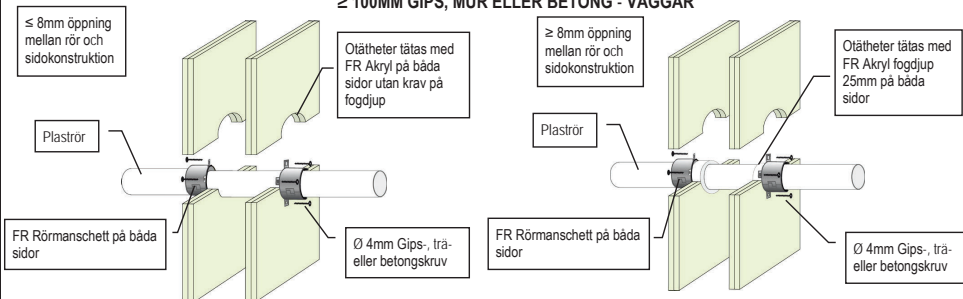 ≥ 100MM GIPS, MUR ELLER BETONG - VÄGGAR
≤ 8mm öppning
mellan rör och
sidokonstruktion
Otätheter tätas med
FR Akryl på båda
sidor utan krav på
fogdjup
Plaströr
FR Rörmanschett på båda
sidor
Ø 4mm Gips-, trä-
eller betongskruv
≥ 8mm öppning
mellan rör och
sidokonstruktion
Otätheter tätas med
FR Akryl fogdjup
25mm på båda
sidor
Plaströr
FR Rörmanschett på båda
sidor
Ø 4mm Gips-, trä-
eller betongskruv